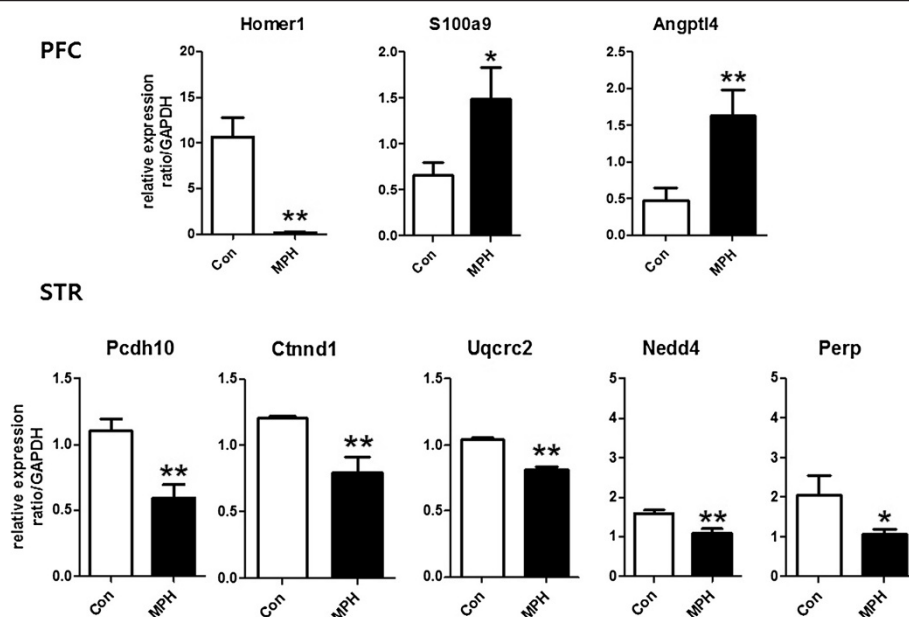 PFC
Homer1
S100a9
Angptl4
relative expression
ratio/GAPDH
20
15
10
5
0
**
Con
MPH
2.0
1.5
1.0
0.5
0.0
*
Con
MPH
2.5
2.0
1.5
1.0
0.5
0.0
**
Con
MPH
STR
Pcdh10
Ctnnd1
Uqcrc2
Nedd4
Perp
relative expression
ratio/GAPDH
1.5
1.0
0.5
0.0
**
Con
MPH
1.5
1.0
0.5
0.0
**
Con
MPH
1.5
1.0
0.5
0.0
**
Con
MPH
5
4
3
2
1
0
**
Con
MPH
5
4
3
2
1
0
*
Con
MPH